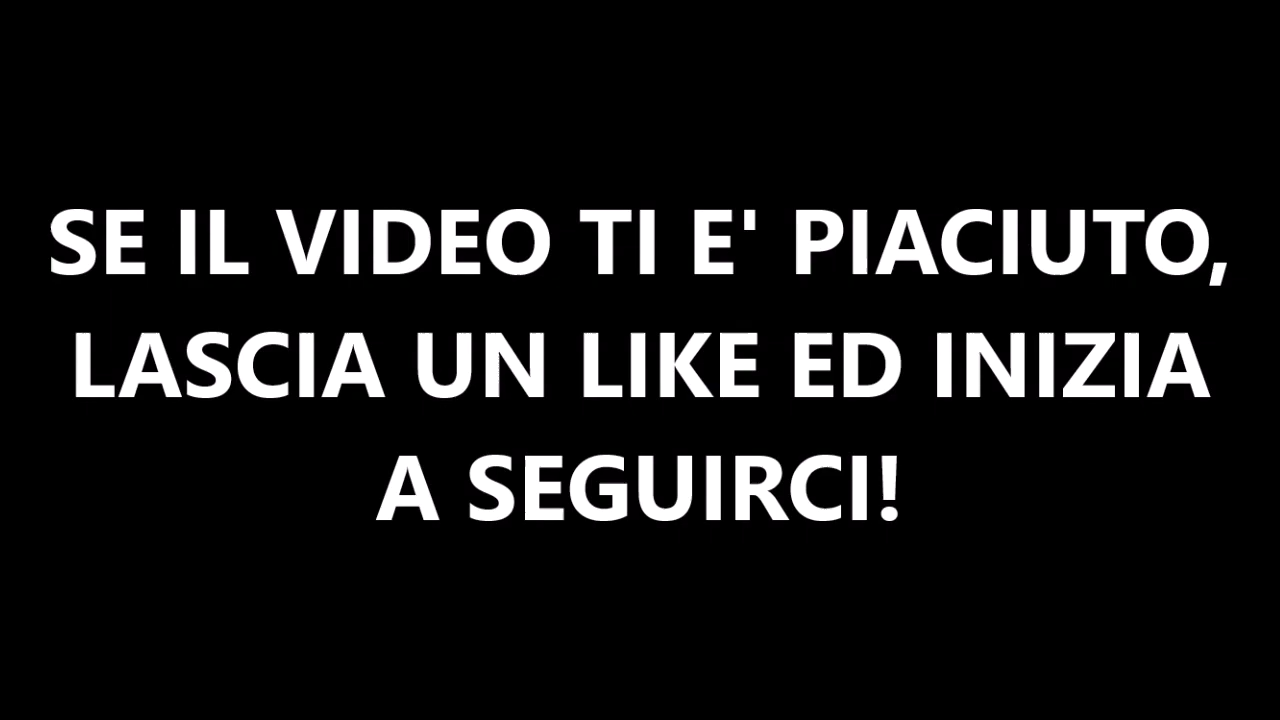 SE IL VIDEO TI E' PIACIUTO,
LASCIA UN LIKE ED INIZIA
A SEGUIRCI!